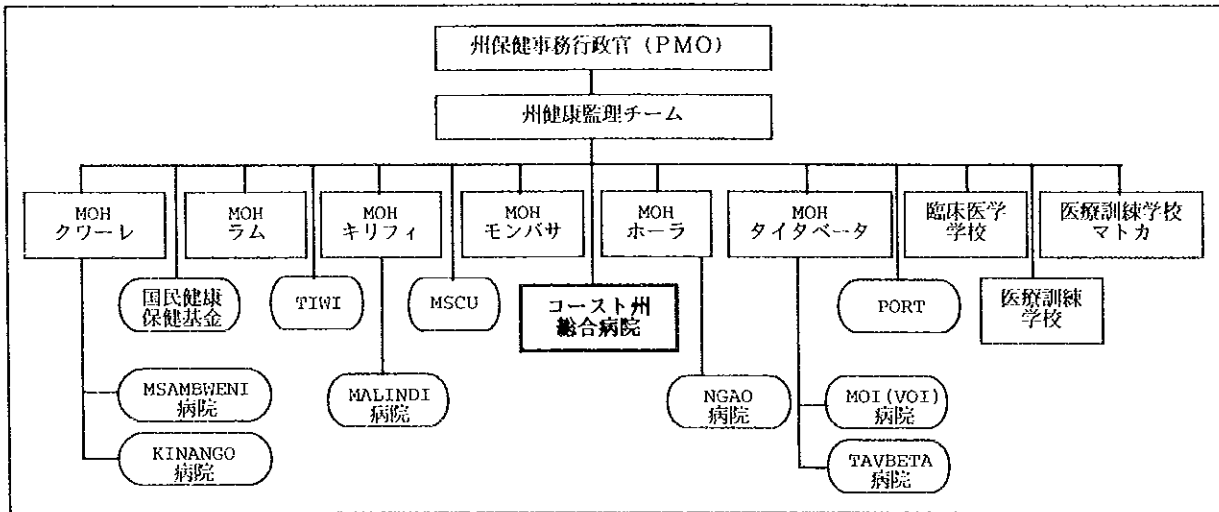 州保健事務行政官 (PMO)
州健康監理チーム
MOH
クワーレ
MOH
ラム
MOH
キリフィ
MOH
モンバサ
MOH
ホーラ
MOH
タイタベータ
臨床医学
学校
医療訓練学校
マトカ
国民健康
保健基金
TIWI
MSCU
コースト州
総合病院
PORT
医療訓練
学校
MSAMBWENI
病院
MALINDI
病院
NGAO
病院
MOI(VOI)
病院
KINANGO
病院
TAVBETA
病院